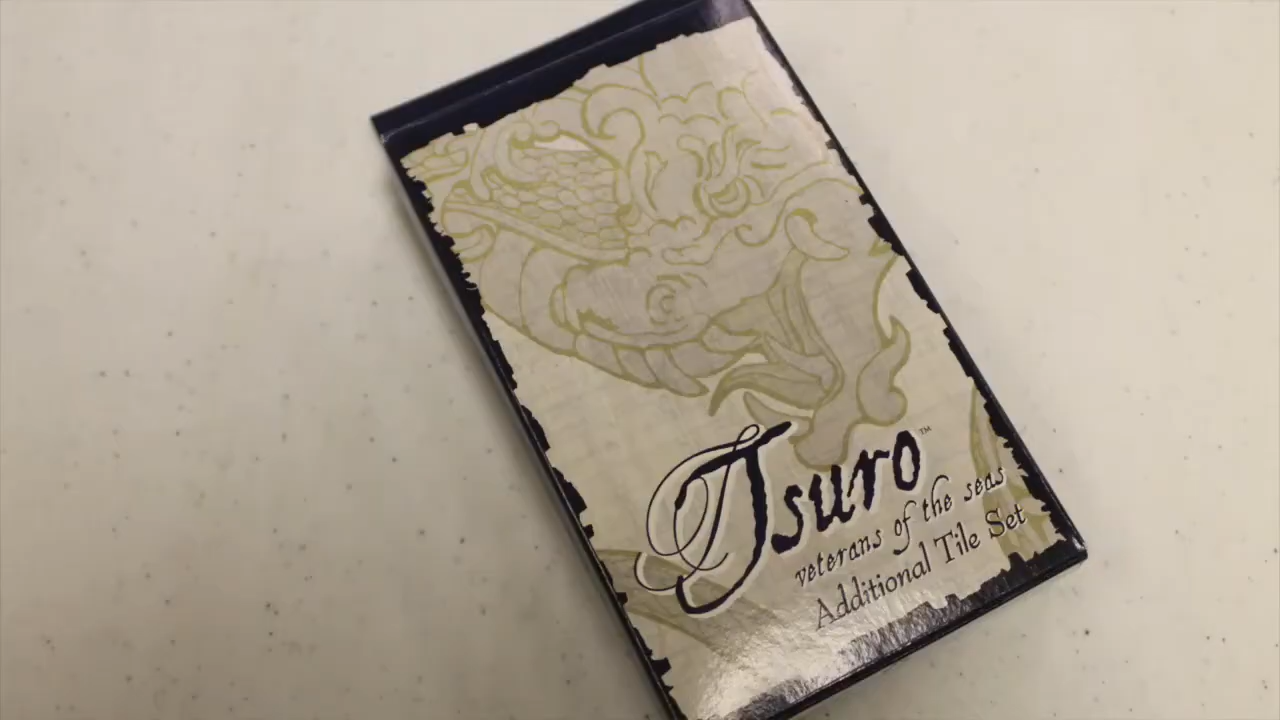 Tsuro™
veterans of the seas
Additional Tile Set